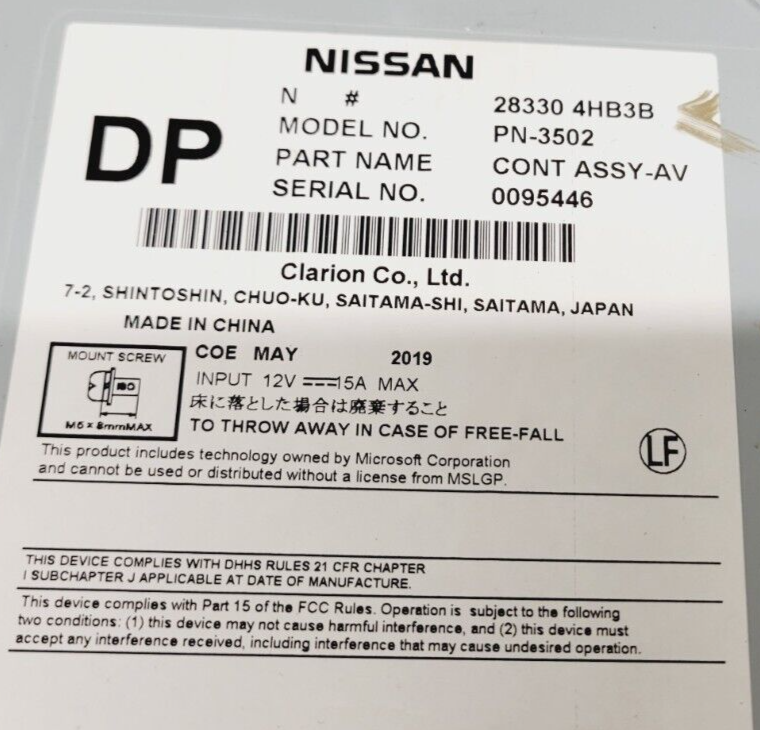 NISSAN
DP
N # 28330 4HB3B
MODEL NO. PN-3502
PART NAME CONT ASSY-AV
SERIAL NO. 0095446
Clarion Co., Ltd.
7-2, SHINTOSHIN, CHUO-KU, SAITAMA-SHI, SAITAMA, JAPAN
MADE IN CHINA
MOUNT SCREW
M5 x 8mmMAX
COE MAY 2019
INPUT 12V ⎓15A MAX
床に落とした場合は廃棄すること
TO THROW AWAY IN CASE OF FREE-FALL
LF
This product includes technology owned by Microsoft Corporation
and cannot be used or distributed without a license from MSLGP.
THIS DEVICE COMPLIES WITH DHHS RULES 21 CFR CHAPTER
I SUBCHAPTER J APPLICABLE AT DATE OF MANUFACTURE.
This device complies with Part 15 of the FCC Rules. Operation is subject to the following
two conditions: (1) this device may not cause harmful interference, and (2) this device must
accept any interference received, including interference that may cause undesired operation.